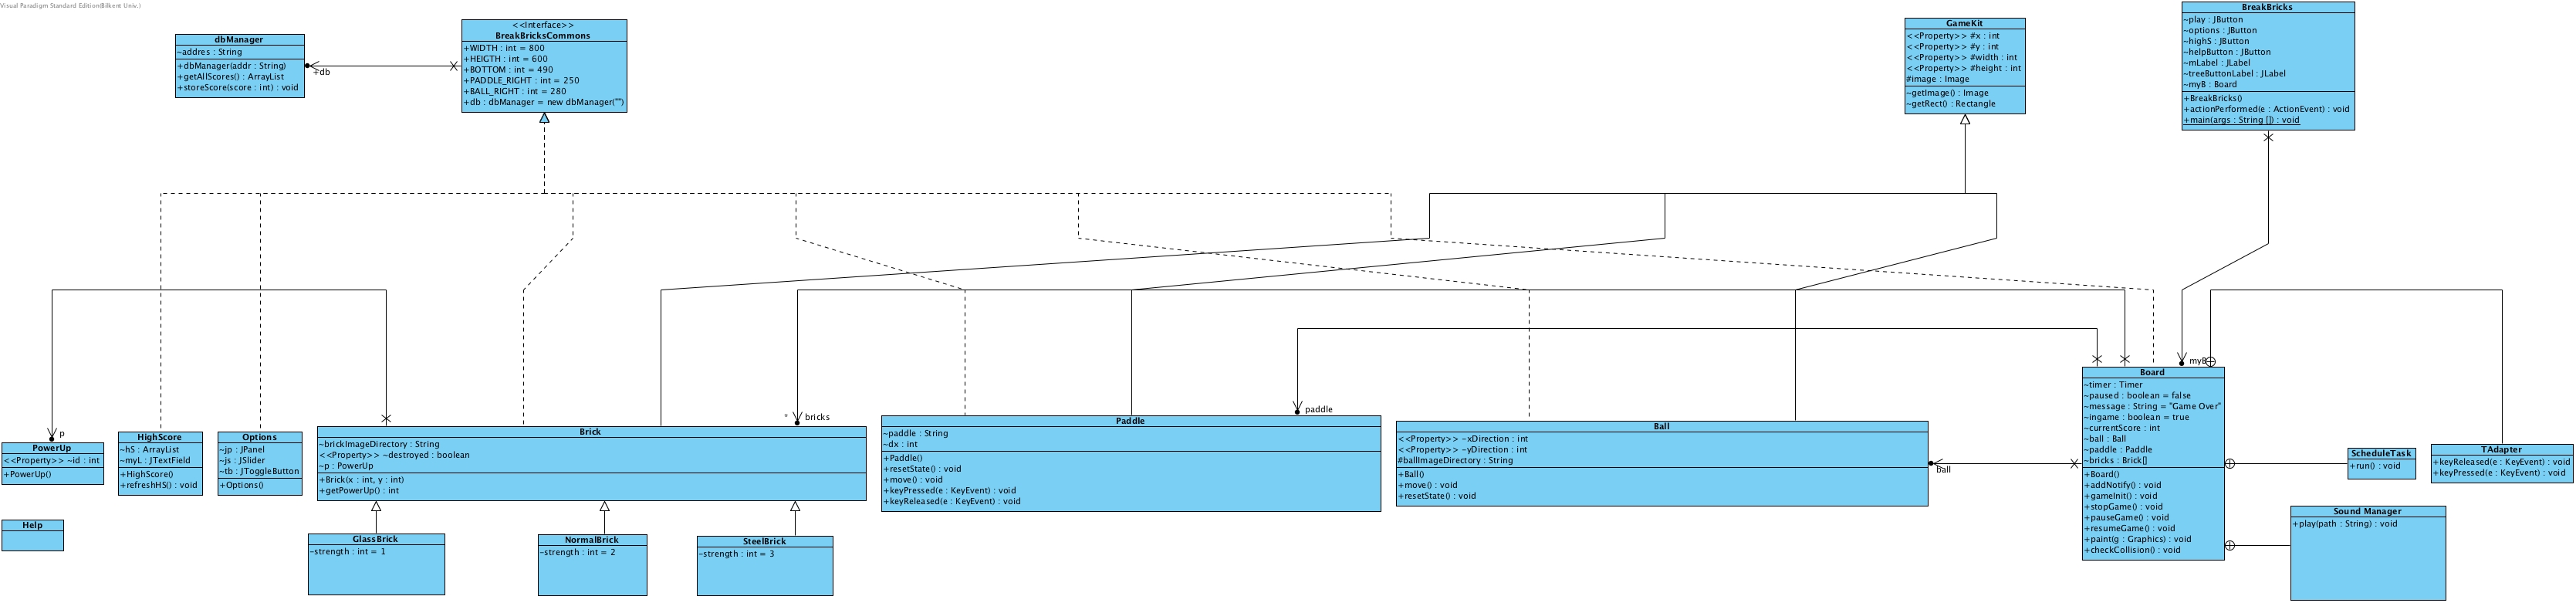 Visual Paradigm Standard Edition(Bilkent Univ.)
dbManager
~addres : String
+dbManager(addr : String)
+getAllScores() : ArrayList
+storeScore(score : int) : void
+db
<<Interface>>
BreakBricksCommons
+WIDTH : int = 800
+HEIGTH : int = 600
+BOTTOM : int = 490
+PADDLE_RIGHT : int = 250
+BALL_RIGHT : int = 280
+db : dbManager = new dbManager("")
GameKit
<<Property>> #x : int
<<Property>> #y : int
<<Property>> #width : int
<<Property>> #height : int
#image : Image
~getImage() : Image
~getRect() : Rectangle
BreakBricks
~play : JButton
~options : JButton
~highS : JButton
~helpButton : JButton
~mLabel : JLabel
~treeButtonLabel : JLabel
~myB : Board
+BreakBricks()
+actionPerformed(e : ActionEvent) : void
+main(args : String []) : void
p
PowerUp
<<Property>> ~id : int
+PowerUp()
HighScore
~hS : ArrayList
~myL : JTextField
+HighScore()
+refreshHS() : void
Options
~jp : JPanel
~js : JSlider
~tb : JToggleButton
+Options()
* bricks
Brick
~brickImageDirectory : String
<<Property>> ~destroyed : boolean
~p : PowerUp
+Brick(x : int, y : int)
+getPowerUp() : int
paddle
Paddle
~paddle : String
~dx : int
+Paddle()
+resetState() : void
+move() : void
+keyPressed(e : KeyEvent) : void
+keyReleased(e : KeyEvent) : void
Ball
<<Property>> -xDirection : int
<<Property>> -yDirection : int
#ballImageDirectory : String
+Ball()
+move() : void
+resetState() : void
ball
myB
Board
~timer : Timer
~paused : boolean = false
~message : String = "Game Over"
~ingame : boolean = true
~currentScore : int
~ball : Ball
~paddle : Paddle
~bricks : Brick[]
+Board()
+addNotify() : void
+gameInit() : void
+stopGame() : void
+pauseGame() : void
+resumeGame() : void
+paint(g : Graphics) : void
+checkCollision() : void
ScheduleTask
+run() : void
TAdapter
+keyReleased(e : KeyEvent) : void
+keyPressed(e : KeyEvent) : void
Sound Manager
+play(path : String) : void
Help
GlassBrick
-strength : int = 1
NormalBrick
-strength : int = 2
SteelBrick
-strength : int = 3